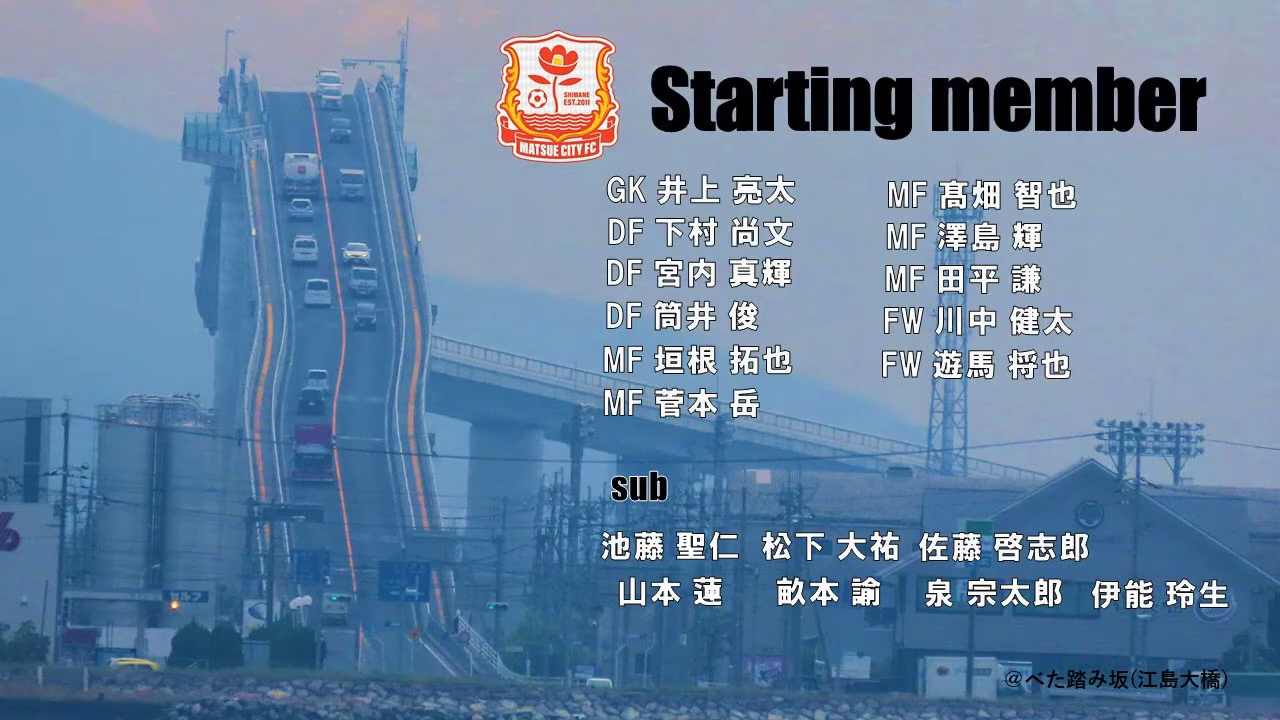 SHIMANE
EST.2011
MATSUE CITY FC
Starting member
GK 井上 亮太
DF 下村 尚文
DF 宮内 真輝
DF 筒井 俊
MF 垣根 拓也
MF 菅本 岳
MF 髙畑 智也
MF 澤島 輝
MF 田平 謙
FW 川中 健太
FW 遊馬 将也
sub
池藤 聖仁 松下 大祐 佐藤 啓志郎
山本 蓮 畝本 諭 泉 宗太郎 伊能 玲生
セルフ
@べた踏み坂(江島大橋)